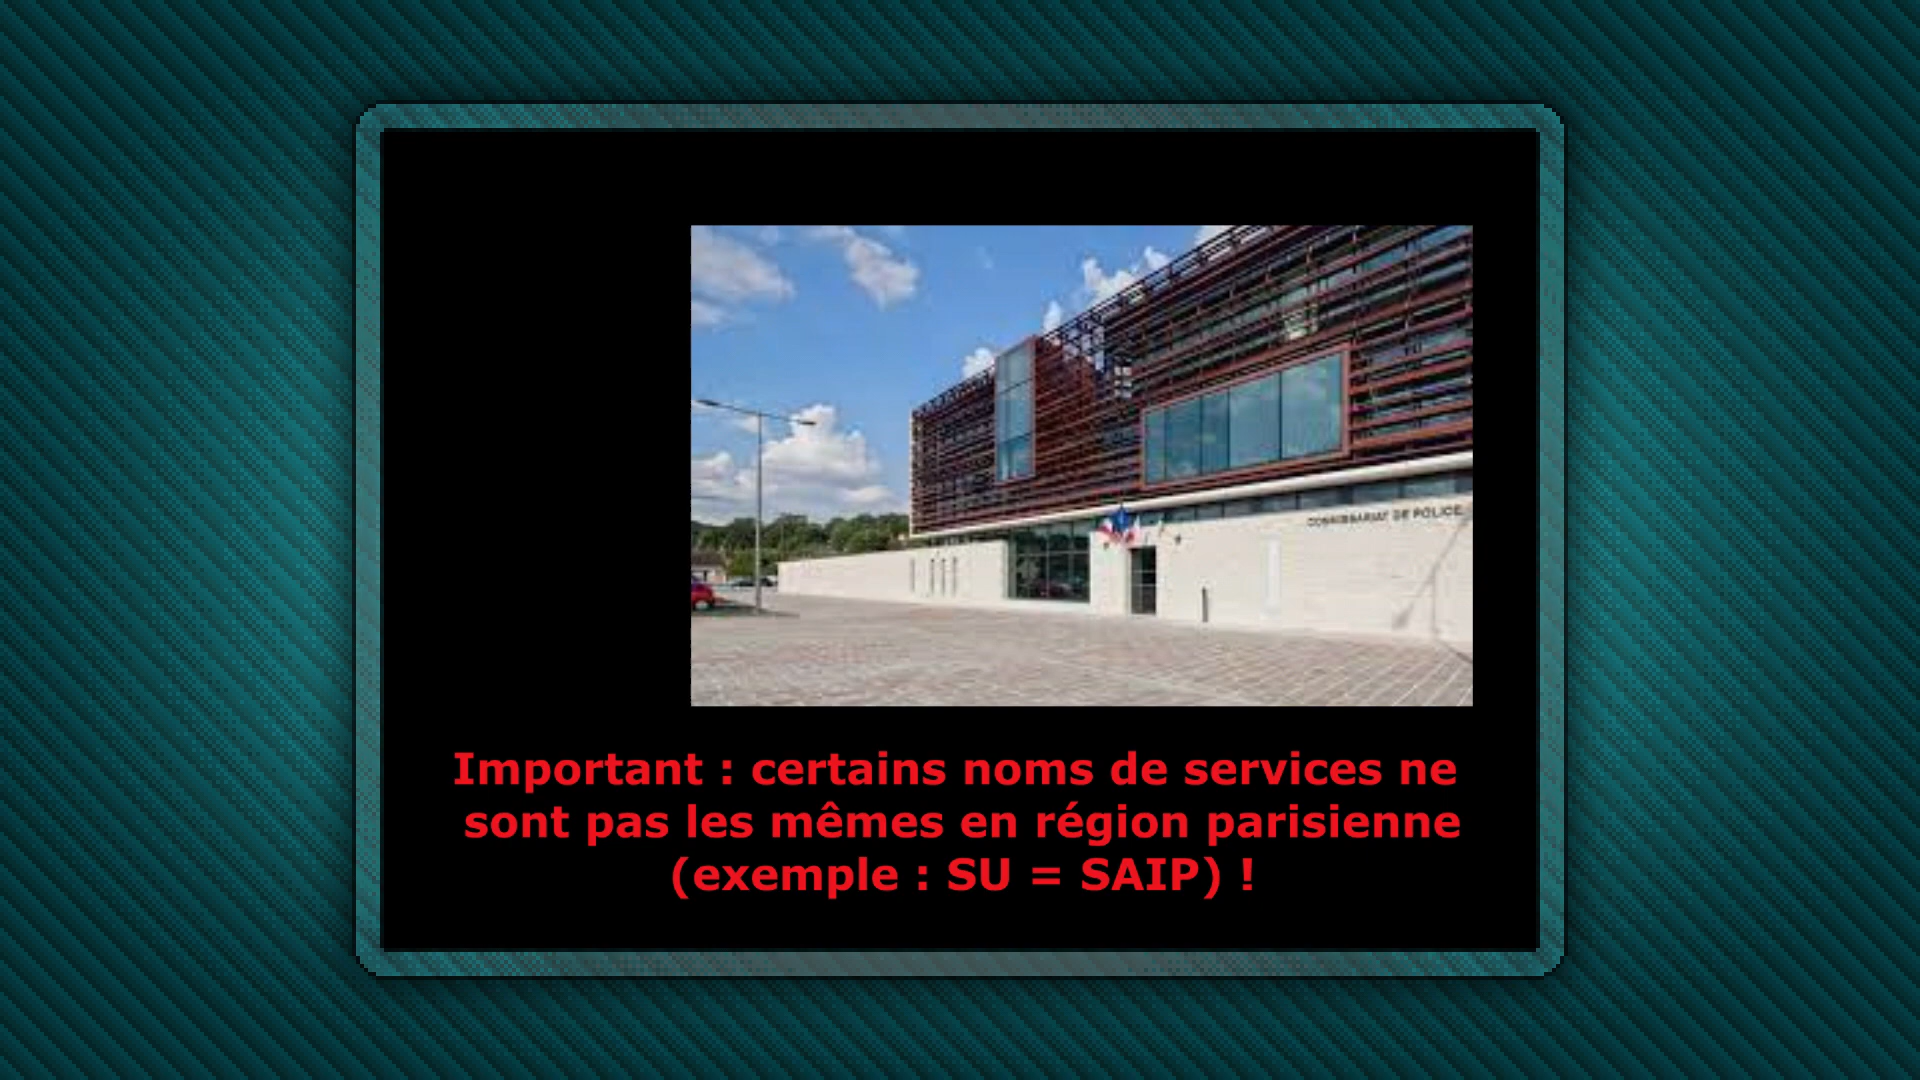 COMMISSARIAT DE POLICE
Important : certains noms de services ne
sont pas les mêmes en région parisienne
(exemple : SU = SAIP) !